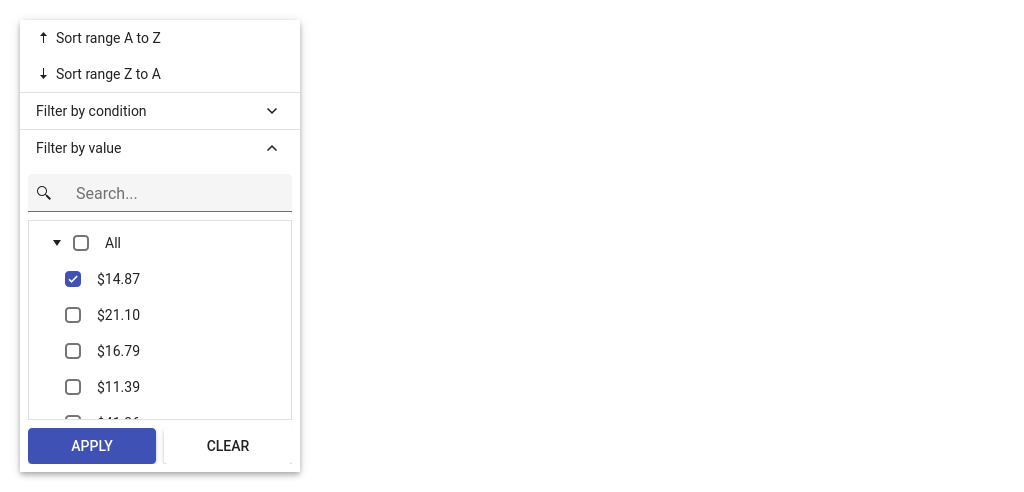 Sort range A to Z
Sort range Z to A
Filter by condition
Filter by value
Search...
All
$14.87
$21.10
$16.79
$11.39
APPLY
CLEAR